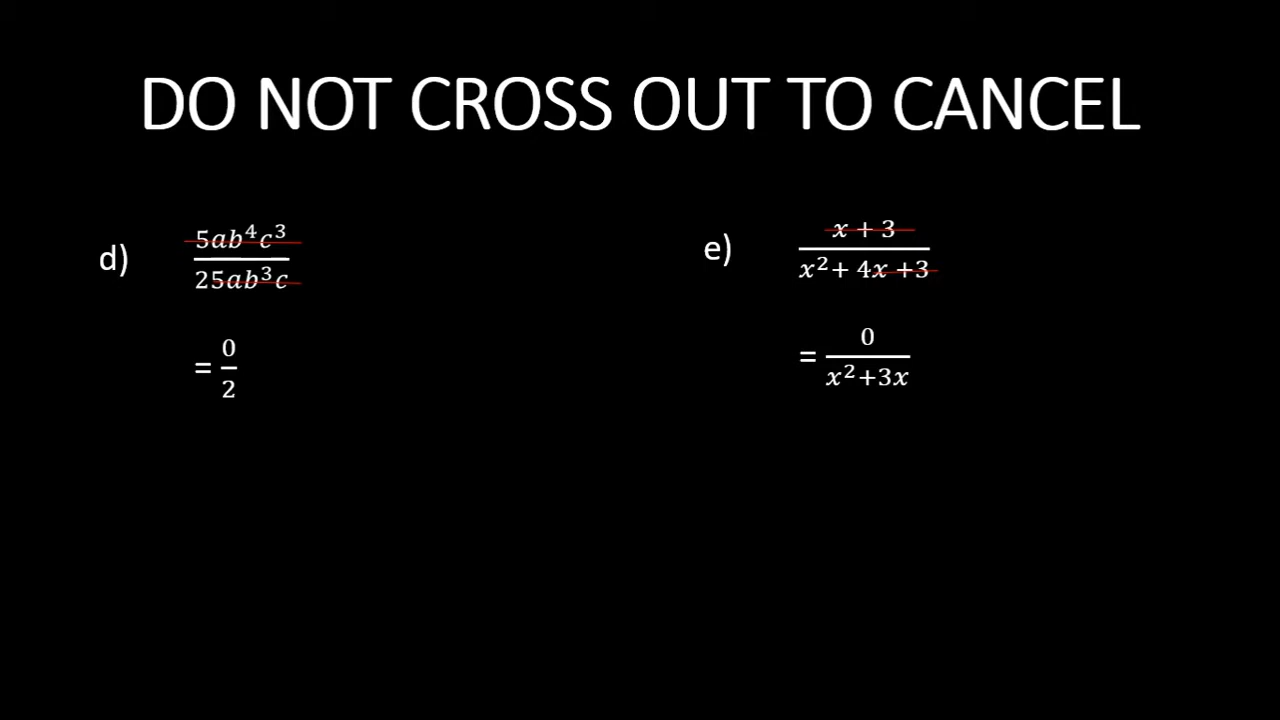 DO NOT CROSS OUT TO CANCEL
d) 5ab⁴c³
25ab³c
= 0
2
e) x + 3
x²+ 4x +3
= 0
x²+3x